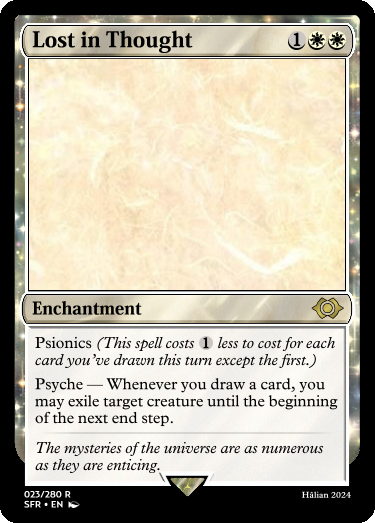 Lost in Thought 1
Enchantment
Psionics (This spell costs 1 less to cost for each
card you've drawn this turn except the first.)
Psyche — Whenever you draw a card, you
may exile target creature until the beginning
of the next end step.
The mysteries of the universe are as numerous
as they are enticing.
023/280 R
SFR • EN
Hälian 2024